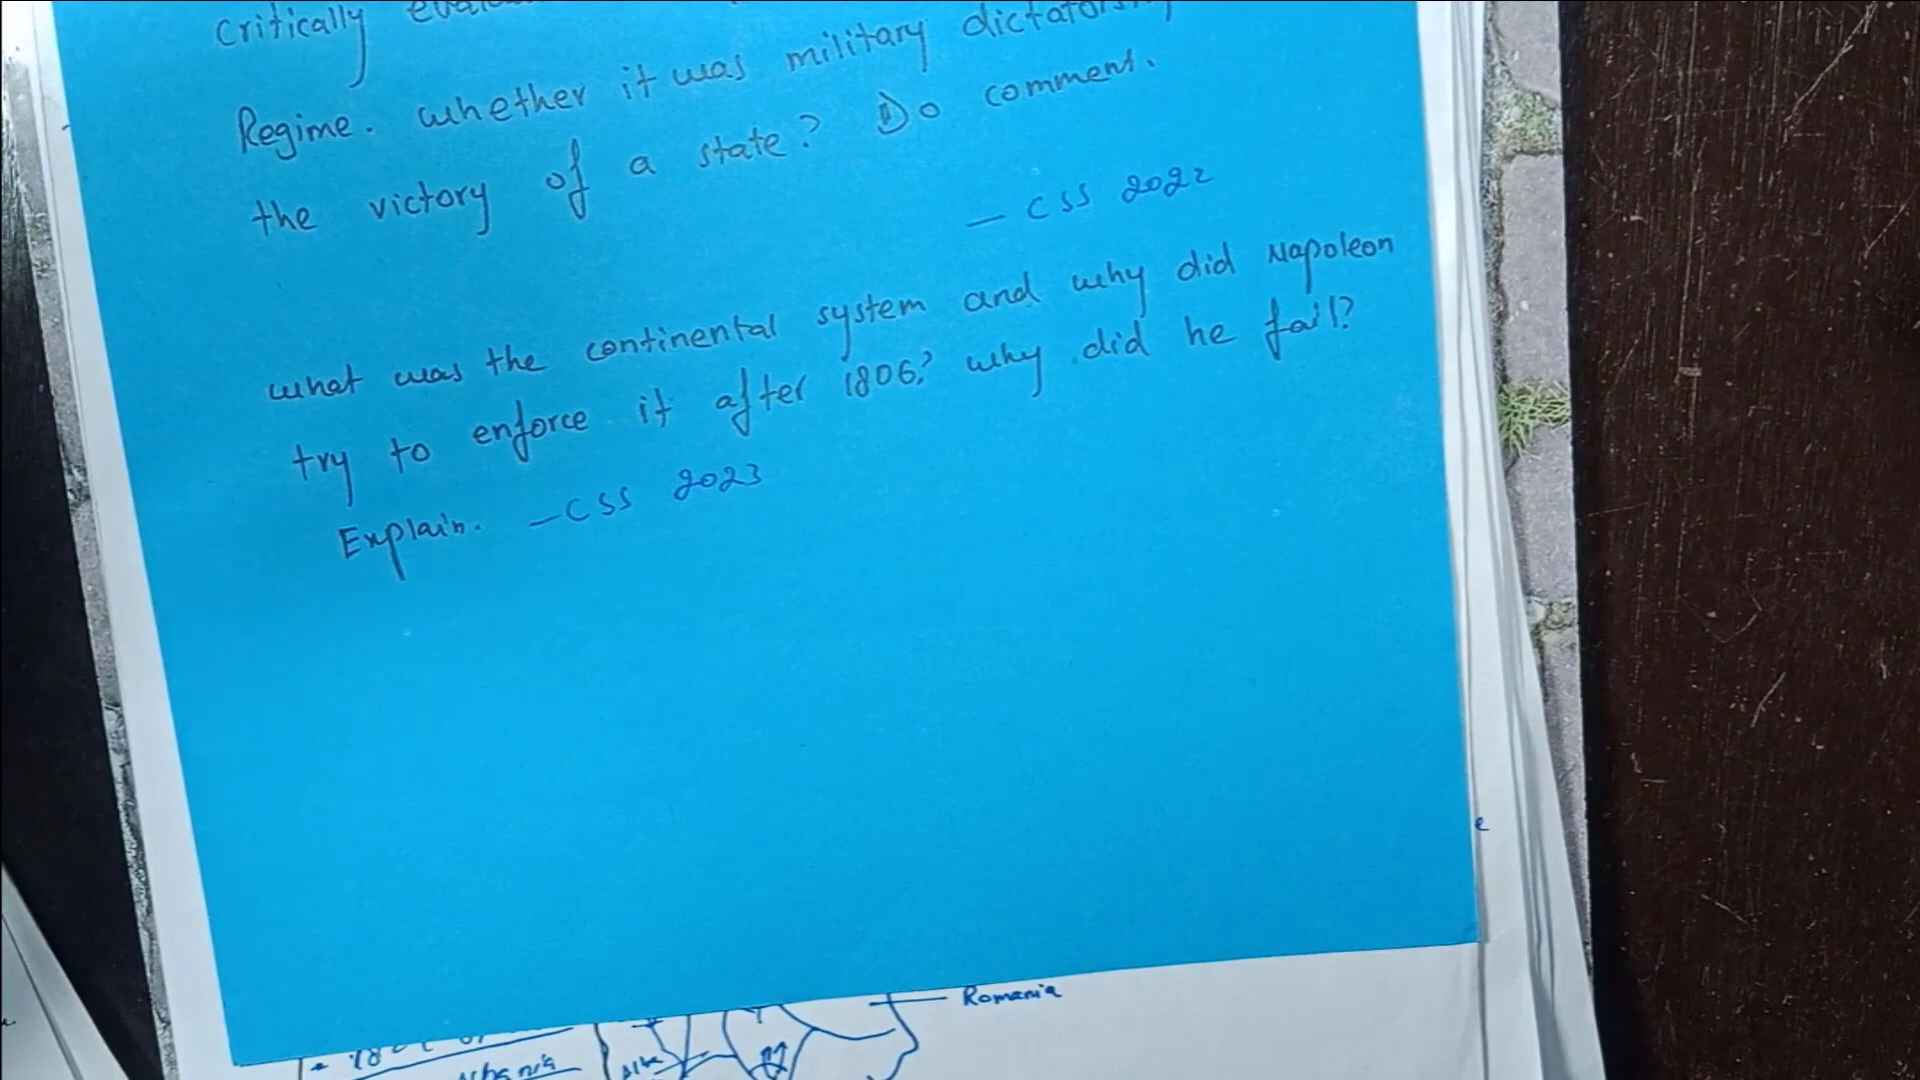 critically
Regime. whether it was military
the victory of a state? Do comment.
— CSS 2022
what was the continental system and why did Napoleon
try to enforce it after 1806? why did he fail?
Explain. — CSS 2023
Romania